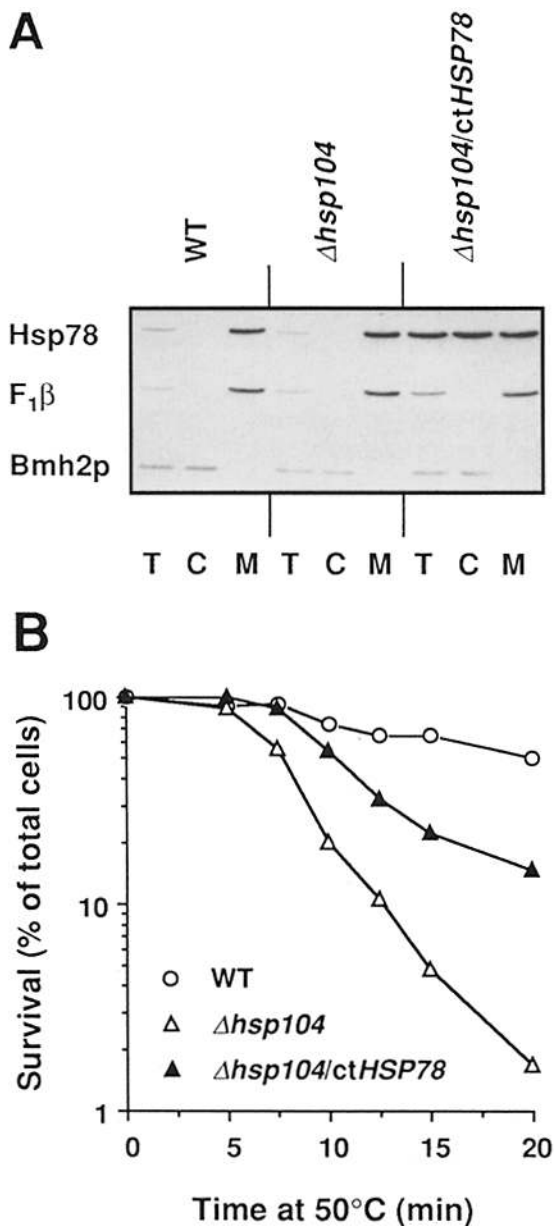 A
WT
Δhsp104
Δhsp104/ctHSP78
Hsp78
F₁β
Bmh2p
T C M T C M T C M
B
Survival (% of total cells)
100
10
1
WT
Δhsp104
Δhsp104/ctHSP78
0 5 10 15 20
Time at 50°C (min)